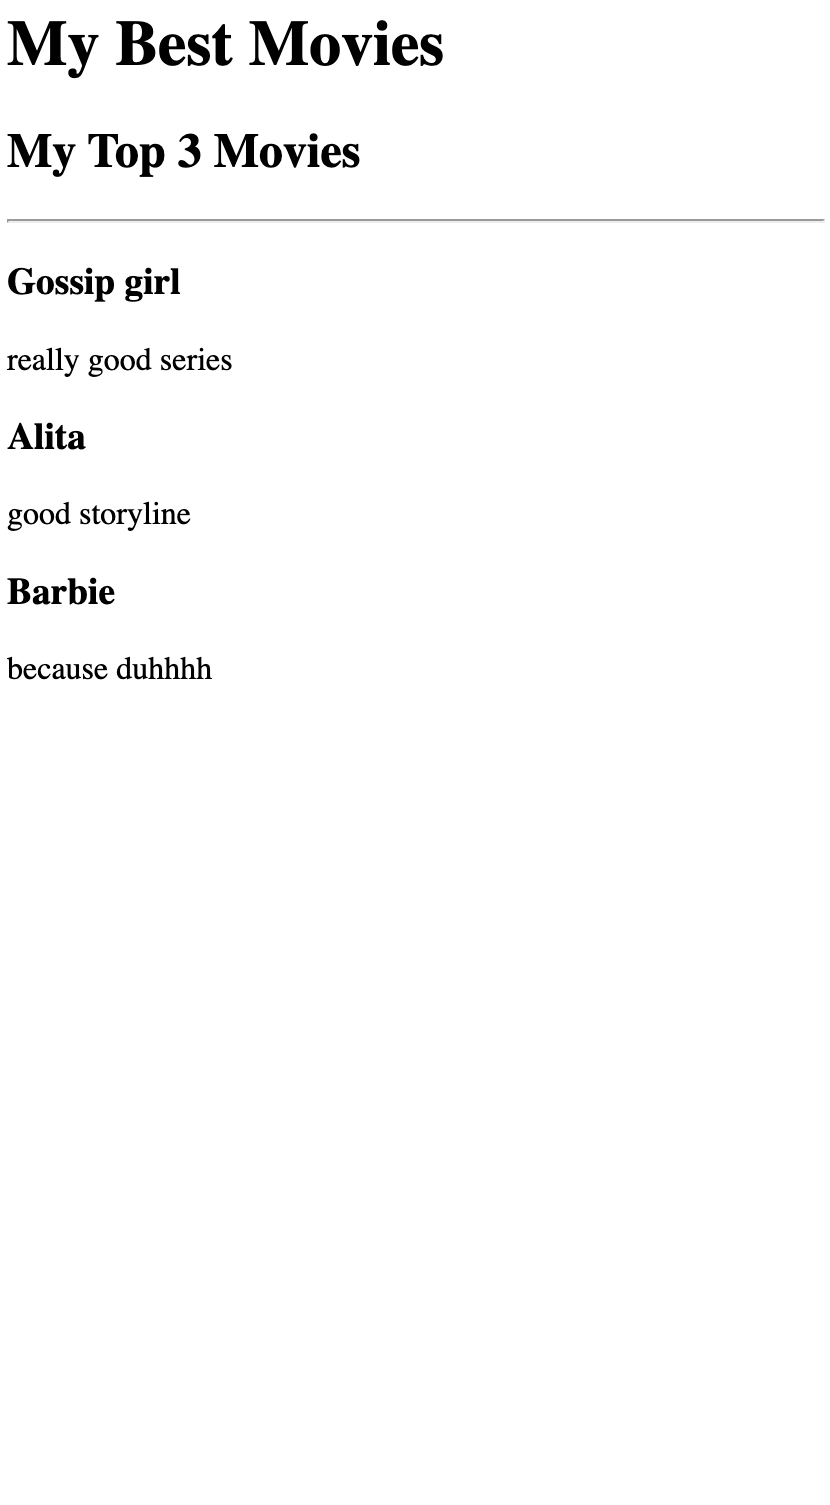 My Best Movies
My Top 3 Movies
Gossip girl
really good series
Alita
good storyline
Barbie
because duhhhh